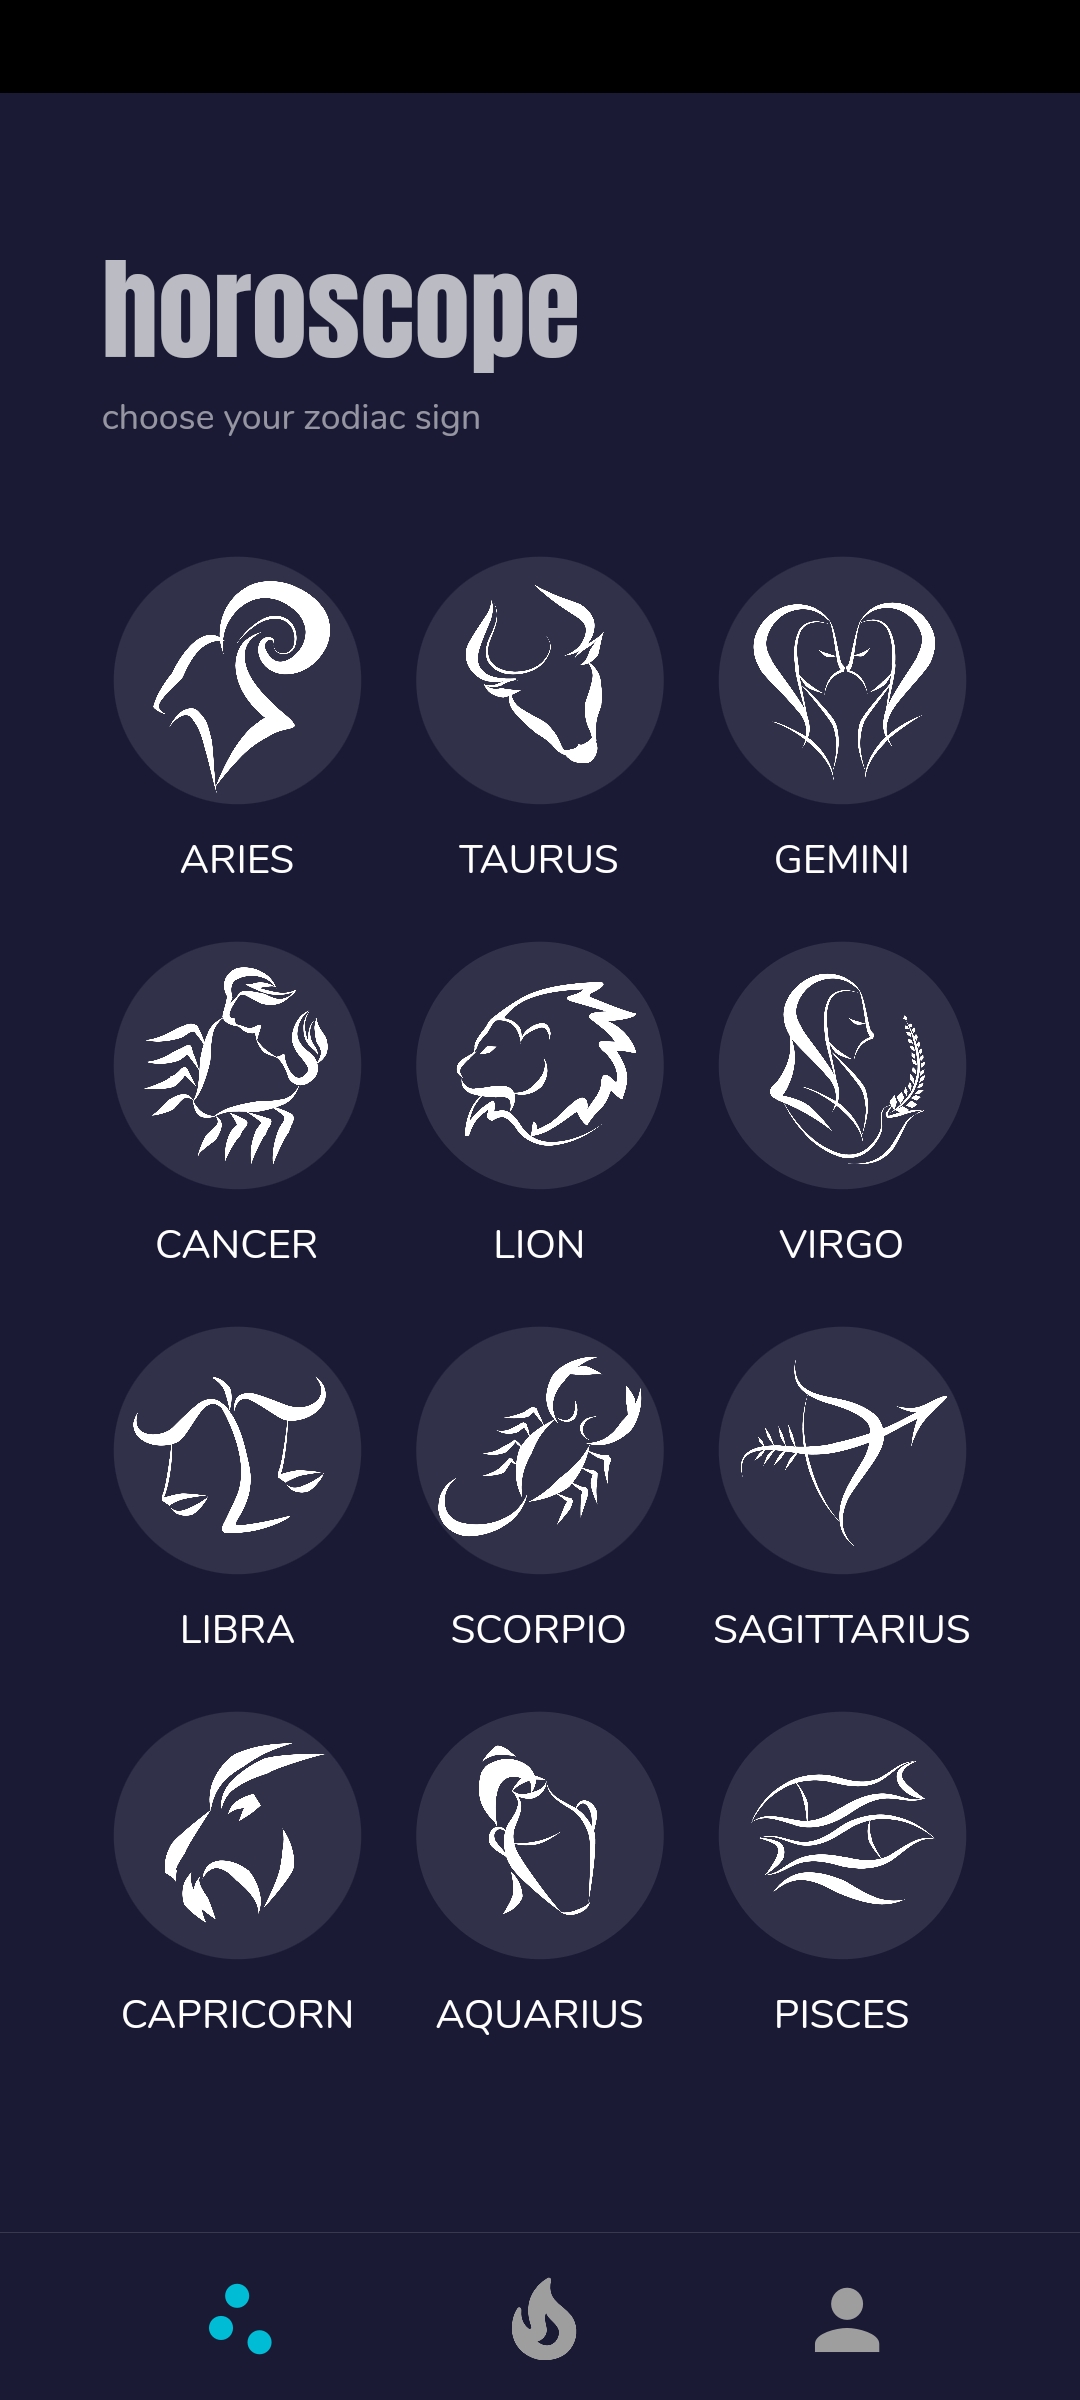 horoscope
choose your zodiac sign
ARIES TAURUS GEMINI
CANCER LION VIRGO
LIBRA SCORPIO SAGITTARIUS
CAPRICORN AQUARIUS PISCES